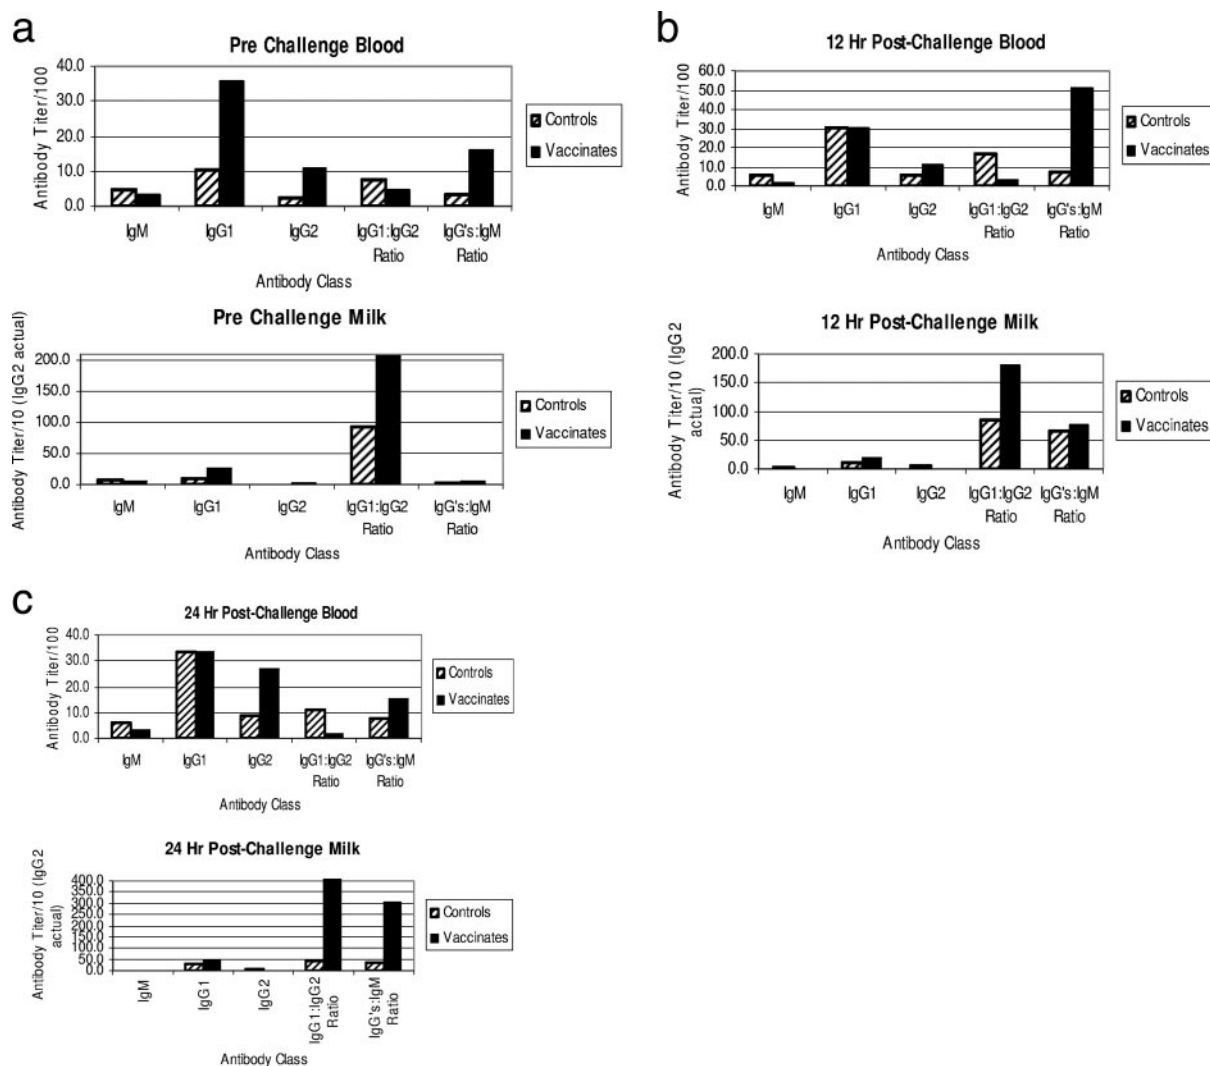 a
Pre Challenge Blood
Antibody Titer/100
40.0
30.0
20.0
10.0
0.0
IgM
IgG1
IgG2
IgG1:IgG2
Ratio
IgG's:IgM
Ratio
Antibody Class
Controls
Vaccinates
Pre Challenge Milk
Antibody Titer/10 (IgG2 actual)
200.0
150.0
100.0
50.0
0.0
IgM
IgG1
IgG2
IgG1:IgG2
Ratio
IgG's:IgM
Ratio
Antibody Class
Controls
Vaccinates
b
12 Hr Post-Challenge Blood
Antibody Titer/100
60.0
50.0
40.0
30.0
20.0
10.0
0.0
IgM
IgG1
IgG2
IgG1:IgG2
Ratio
IgG's:IgM
Ratio
Antibody Class
Controls
Vaccinates
12 Hr Post-Challenge Milk
Antibody Titer/10 (IgG2
actual)
200.0
150.0
100.0
50.0
0.0
IgM
IgG1
IgG2
IgG1:IgG2
Ratio
IgG's:IgM
Ratio
Antibody Class
Controls
Vaccinates
c
24 Hr Post-Challenge Blood
Antibody Titer/100
40.0
30.0
20.0
10.0
0.0
IgM
IgG1
IgG2
IgG1:IgG2
Ratio
IgG's:IgM
Ratio
Antibody Class
Controls
Vaccinates
24 Hr Post-Challenge Milk
Antibody Titer/10 (IgG2
actual)
400.0
350.0
300.0
250.0
200.0
150.0
100.0
50.0
0.0
IgM
IgG1
IgG2
IgG1:IgG2
Ratio
IgG's:IgM
Ratio
Antibody Class
Controls
Vaccinates